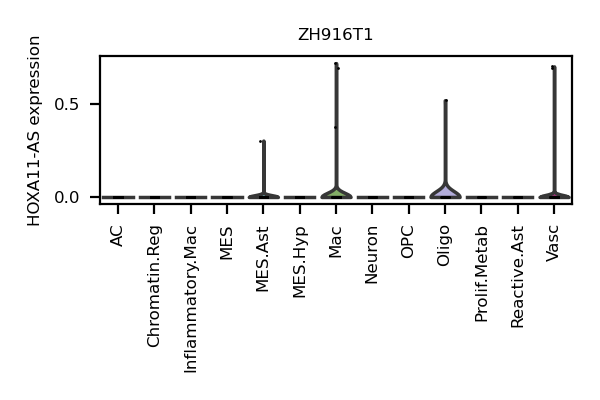 ZH916T1
HOXA11-AS expression
0.5
0.0
AC
Chromatin.Reg
Inflammatory.Mac
MES
MES.Ast
MES.Hyp
Mac
Neuron
OPC
Oligo
Prolif.Metab
Reactive.Ast
Vasc